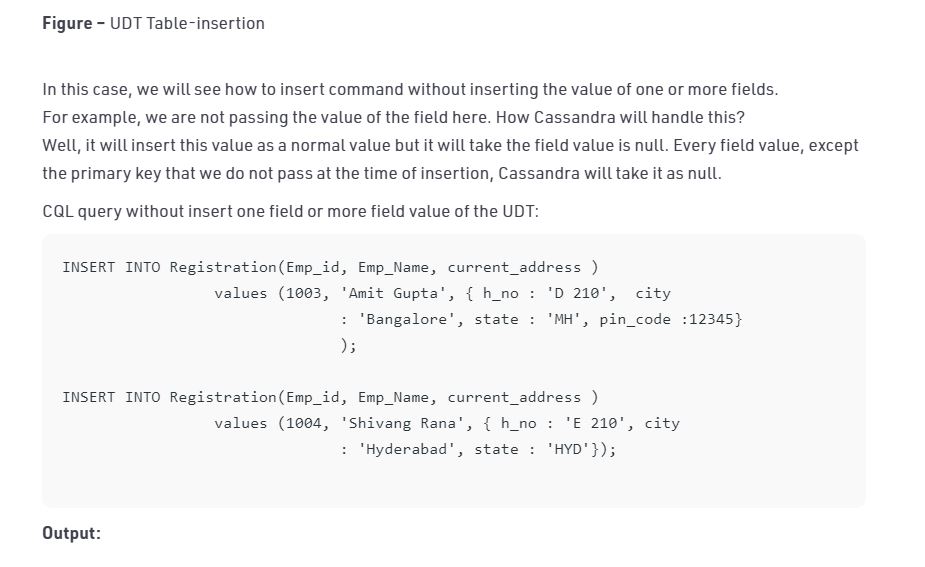 Figure – UDT Table-insertion
In this case, we will see how to insert command without inserting the value of one or more fields.
For example, we are not passing the value of the field here. How Cassandra will handle this?
Well, it will insert this value as a normal value but it will take the field value is null. Every field value, except
the primary key that we do not pass at the time of insertion, Cassandra will take it as null.
CQL query without insert one field or more field value of the UDT:
INSERT INTO Registration(Emp_id, Emp_Name, current_address )
values (1003, 'Amit Gupta', { h_no : 'D 210', city
: 'Bangalore', state : 'MH', pin_code :12345}
);
INSERT INTO Registration(Emp_id, Emp_Name, current_address )
values (1004, 'Shivang Rana', { h_no : 'E 210', city
: 'Hyderabad', state : 'HYD'});
Output: